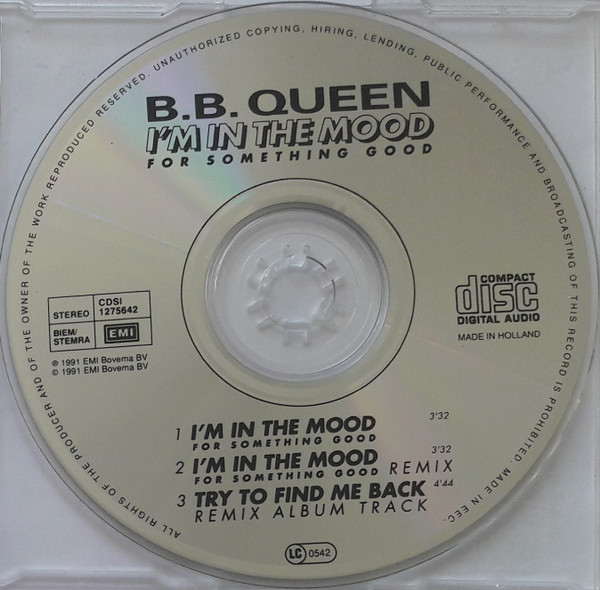 ALL RIGHTS OF THE PRODUCER AND OF THE OWNER OF THE WORK REPRODUCED RESERVED. UNAUTHORIZED COPYING, HIRING, LENDING, PUBLIC PERFORMANCE AND BROADCASTING OF THIS RECORD IS PROHIBITED. MADE IN EEC.
B.B. QUEEN
I'M IN THE MOOD
FOR SOMETHING GOOD
STEREO CDSI 1275642
BIEM/STEMRA EMI
℗ 1991 EMI Bovema BV
© 1991 EMI Bovema BV
COMPACT
disc
DIGITAL AUDIO
MADE IN HOLLAND
1 I'M IN THE MOOD 3'32
FOR SOMETHING GOOD
2 I'M IN THE MOOD 3'32
FOR SOMETHING GOOD REMIX
3 TRY TO FIND ME BACK 4'44
REMIX ALBUM TRACK
LC 0542